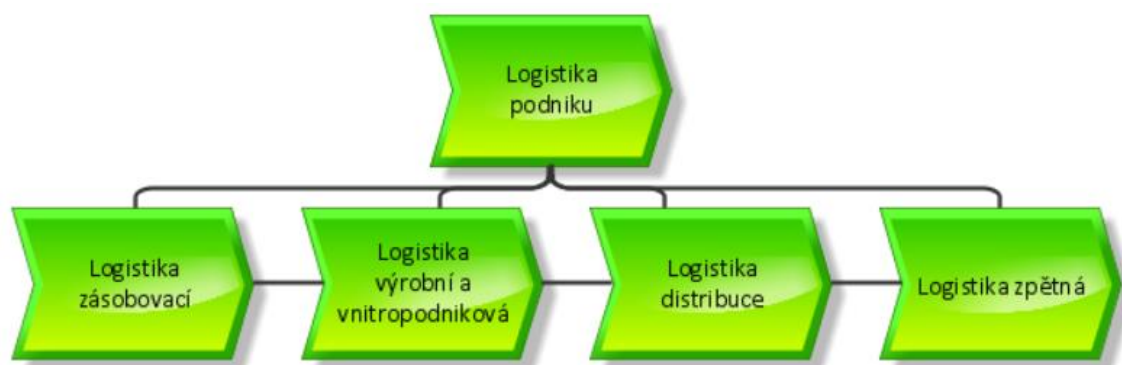 Logistika
podniku
Logistika
zásobovací
Logistika
výrobní a
vnitropodniková
Logistika
distribuce
Logistika zpětná